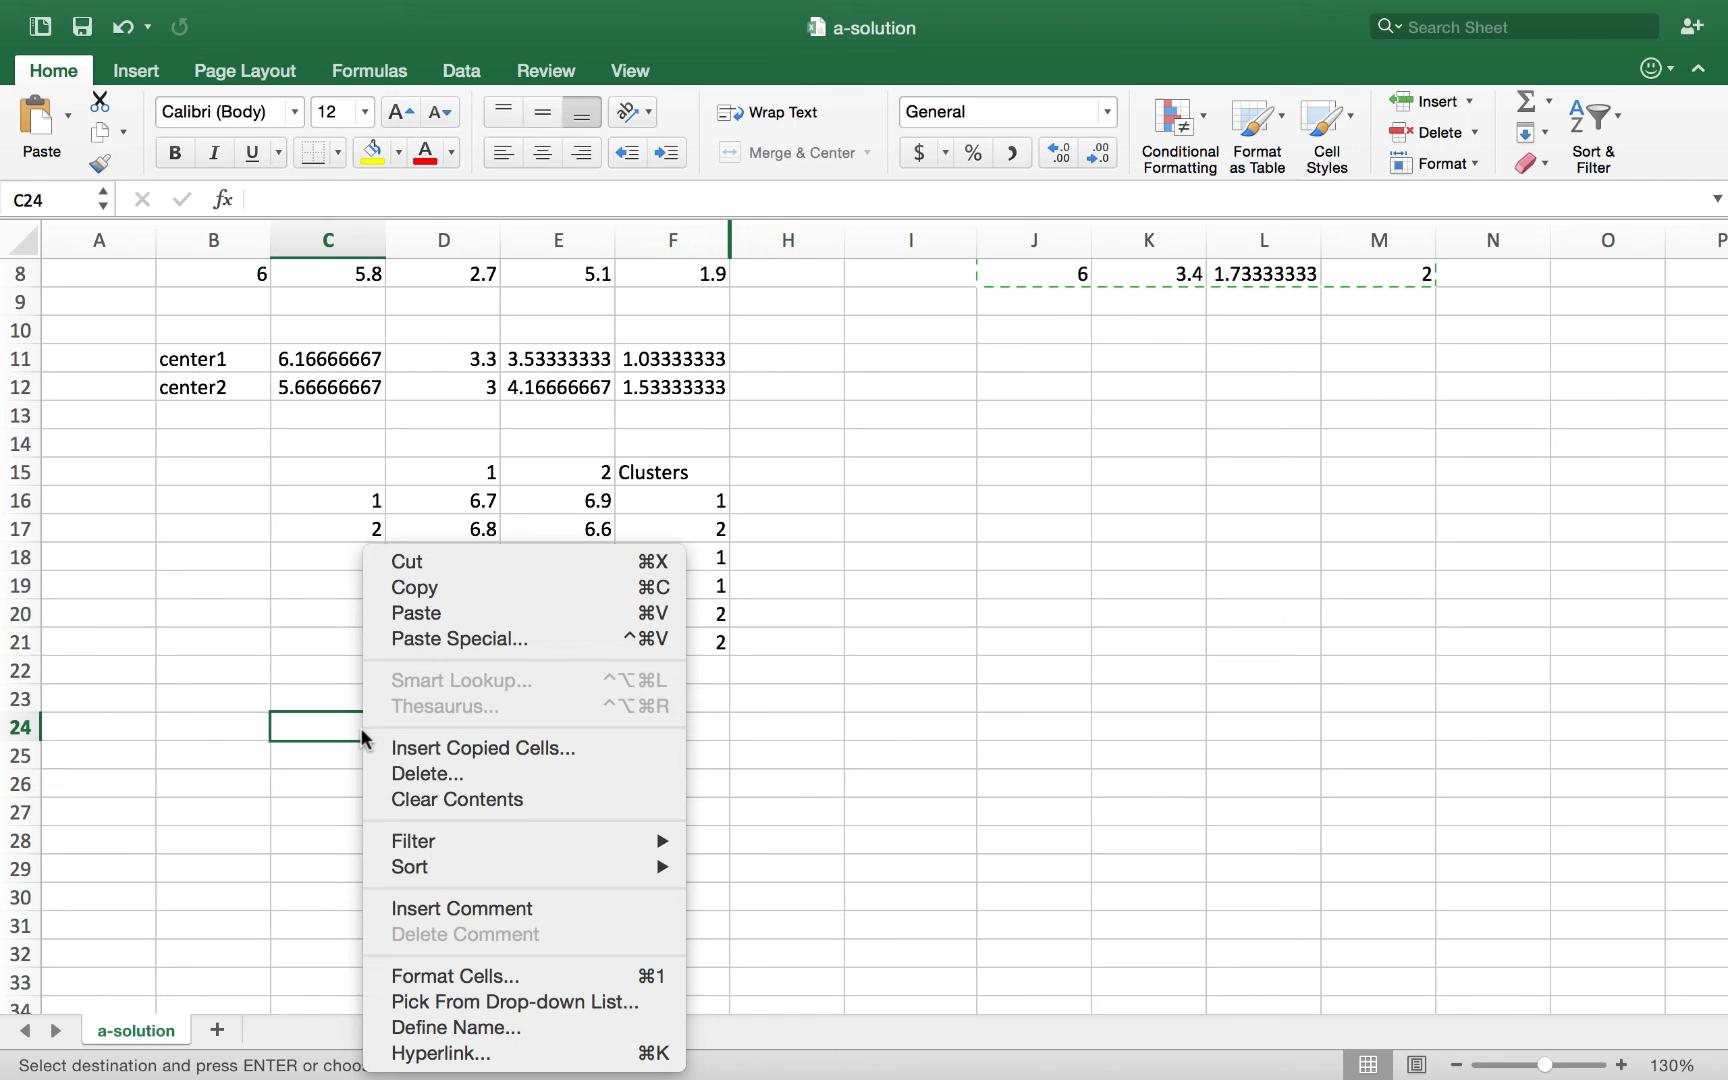 a-solution
Search Sheet
Home Insert Page Layout Formulas Data Review View
Paste
Calibri (Body) 12 A A
B I U A
ab
Wrap Text
Merge & Center
General
$ % ,
.0 .00
.00 .0
Conditional Formatting
Format as Table
Cell Styles
Insert
Delete
Format
Σ
A Z
Sort & Filter
C24 fx
A B C D E F H I J K L M N O P
8 6 5.8 2.7 5.1 1.9 6 3.4 1.73333333 2
9
10
11 center1 6.16666667 3.3 3.53333333 1.03333333
12 center2 5.66666667 3 4.16666667 1.53333333
13
14
15 1 2 Clusters
16 1 6.7 6.9 1
17 2 6.8 6.6 2
18 1
19 1
20 2
21 2
22
23
24
25
26
27
28
29
30
31
32
33
34
Cut ⌘X
Copy ⌘C
Paste ⌘V
Paste Special... ^⌘V
Smart Lookup... ^⌥⌘L
Thesaurus... ^⌥⌘R
Insert Copied Cells...
Delete...
Clear Contents
Filter
Sort
Insert Comment
Delete Comment
Format Cells... ⌘1
Pick From Drop-down List...
Define Name...
Hyperlink... ⌘K
a-solution +
Select destination and press ENTER or choo
130%